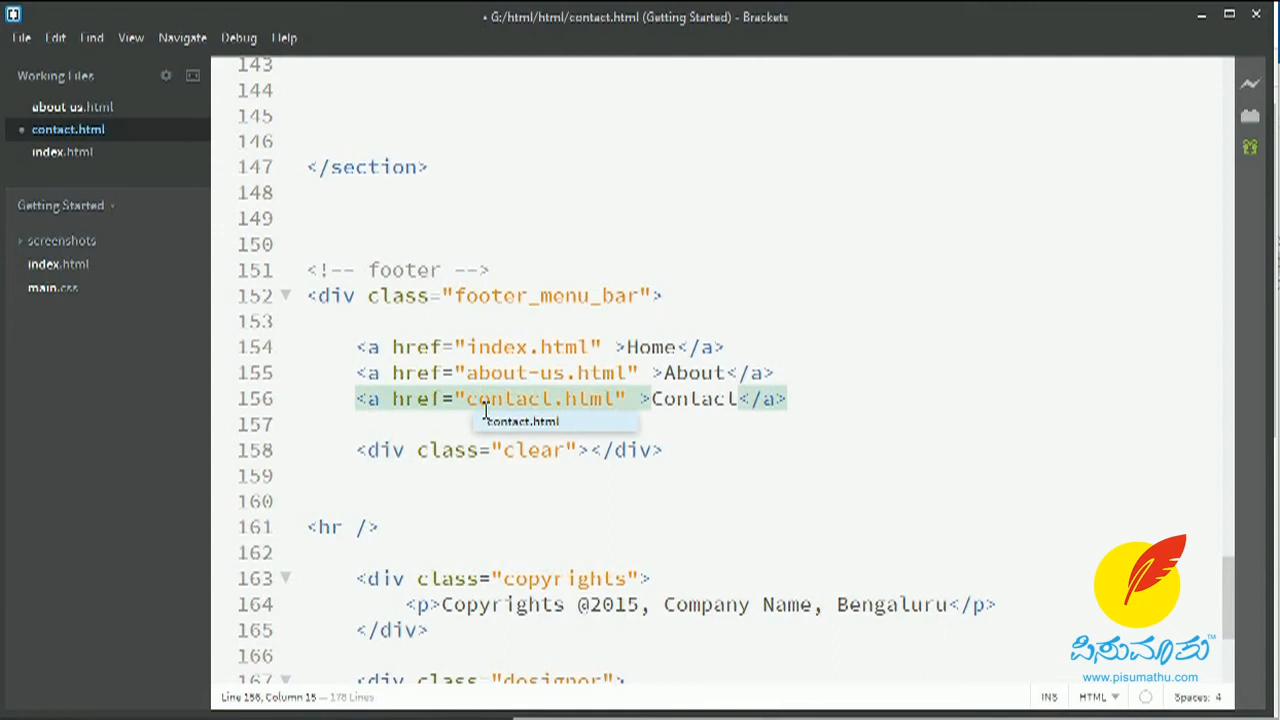 • G:/html/html/contact.html (Getting Started) - Brackets
File Edit Find View Navigate Debug Help
Working Files
about us.html
contact.html
index.html
Getting Started
screenshots
index.html
main.css
143
144
145
146
147 </section>
148
149
150
151 <!-- footer -->
152 <div class="footer_menu_bar">
153
154 <a href="index.html" >Home</a>
155 <a href="about-us.html" >About</a>
156 <a href="contact.html" >Contact</a>
157
contact.html
158 <div class="clear"></div>
159
160
161 <hr />
162
163 <div class="copyrights">
164 <p>Copyrights @2015, Company Name, Bengaluru</p>
165 </div>
166
167 <div class="designer">
ಪಿಸುಮಾತು™
www.pisumathu.com
Line 156, Column 15 — 178 Lines
INS HTML Spaces: 4